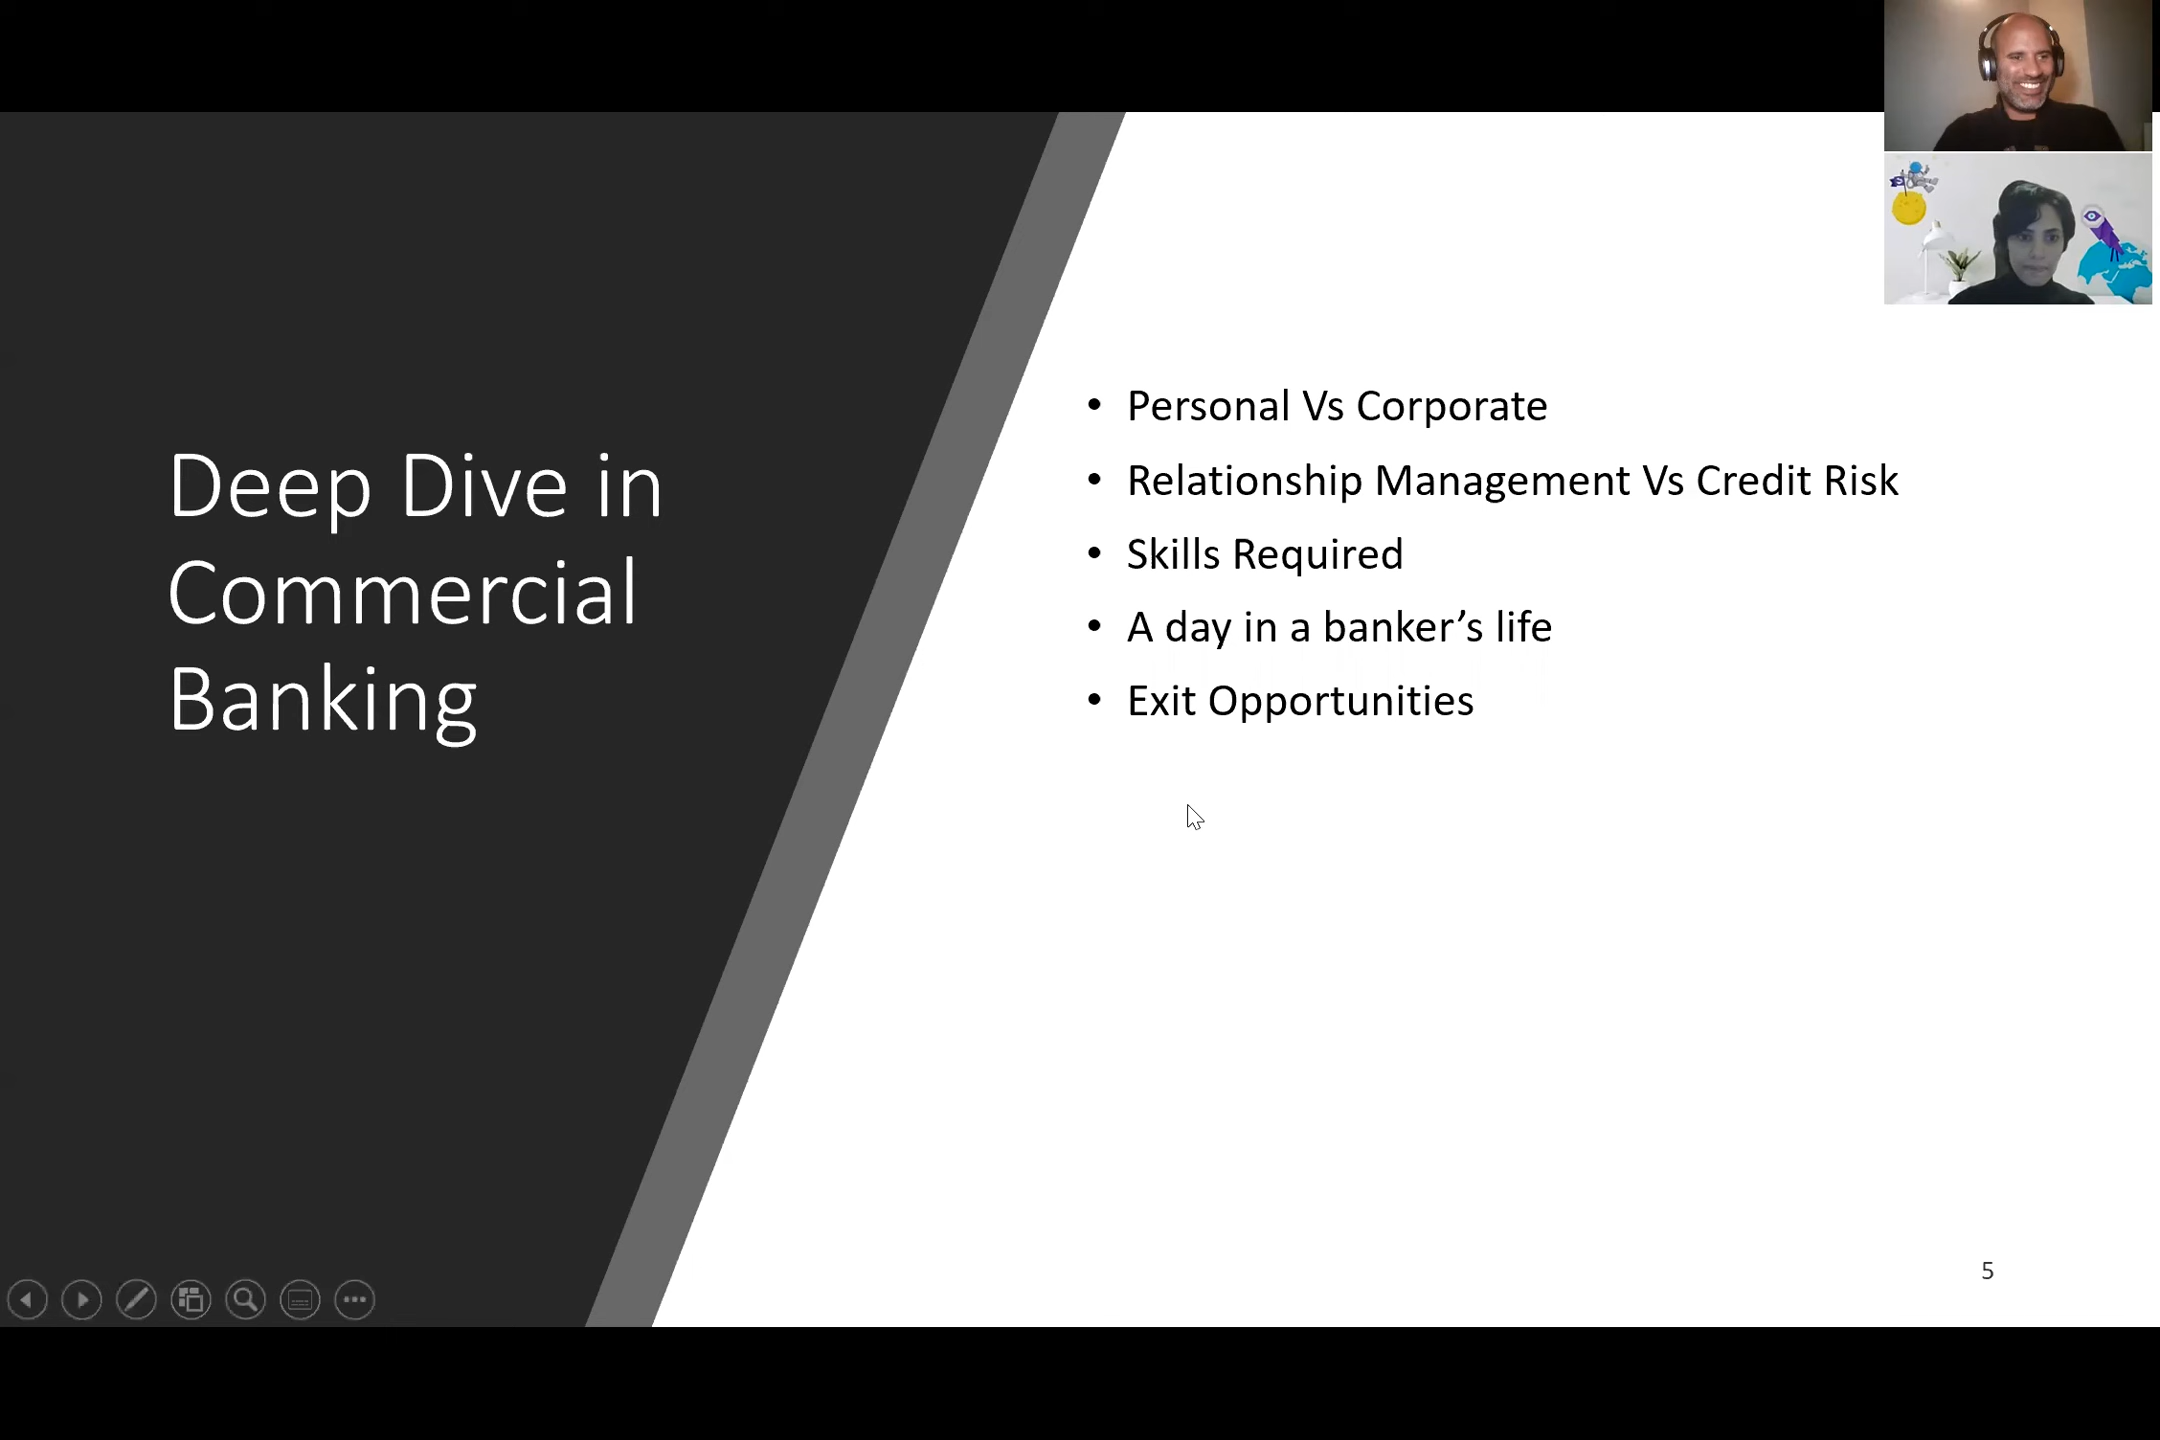 Deep Dive in
Commercial
Banking
• Personal Vs Corporate
• Relationship Management Vs Credit Risk
• Skills Required
• A day in a banker’s life
• Exit Opportunities
5